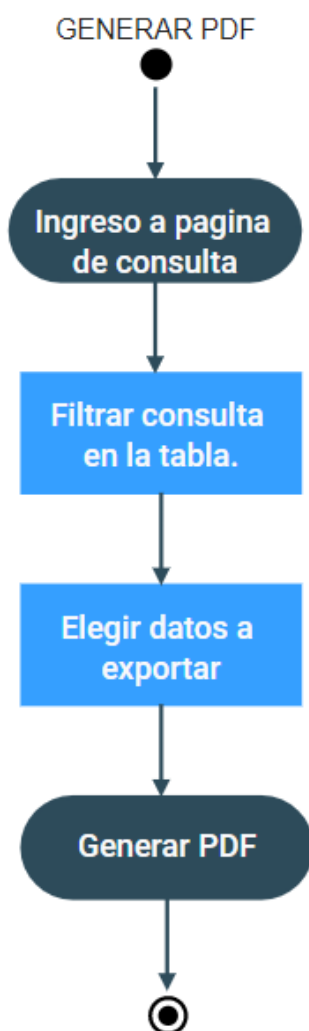 GENERAR PDF
Ingreso a pagina
de consulta
Filtrar consulta
en la tabla.
Elegir datos a
exportar
Generar PDF